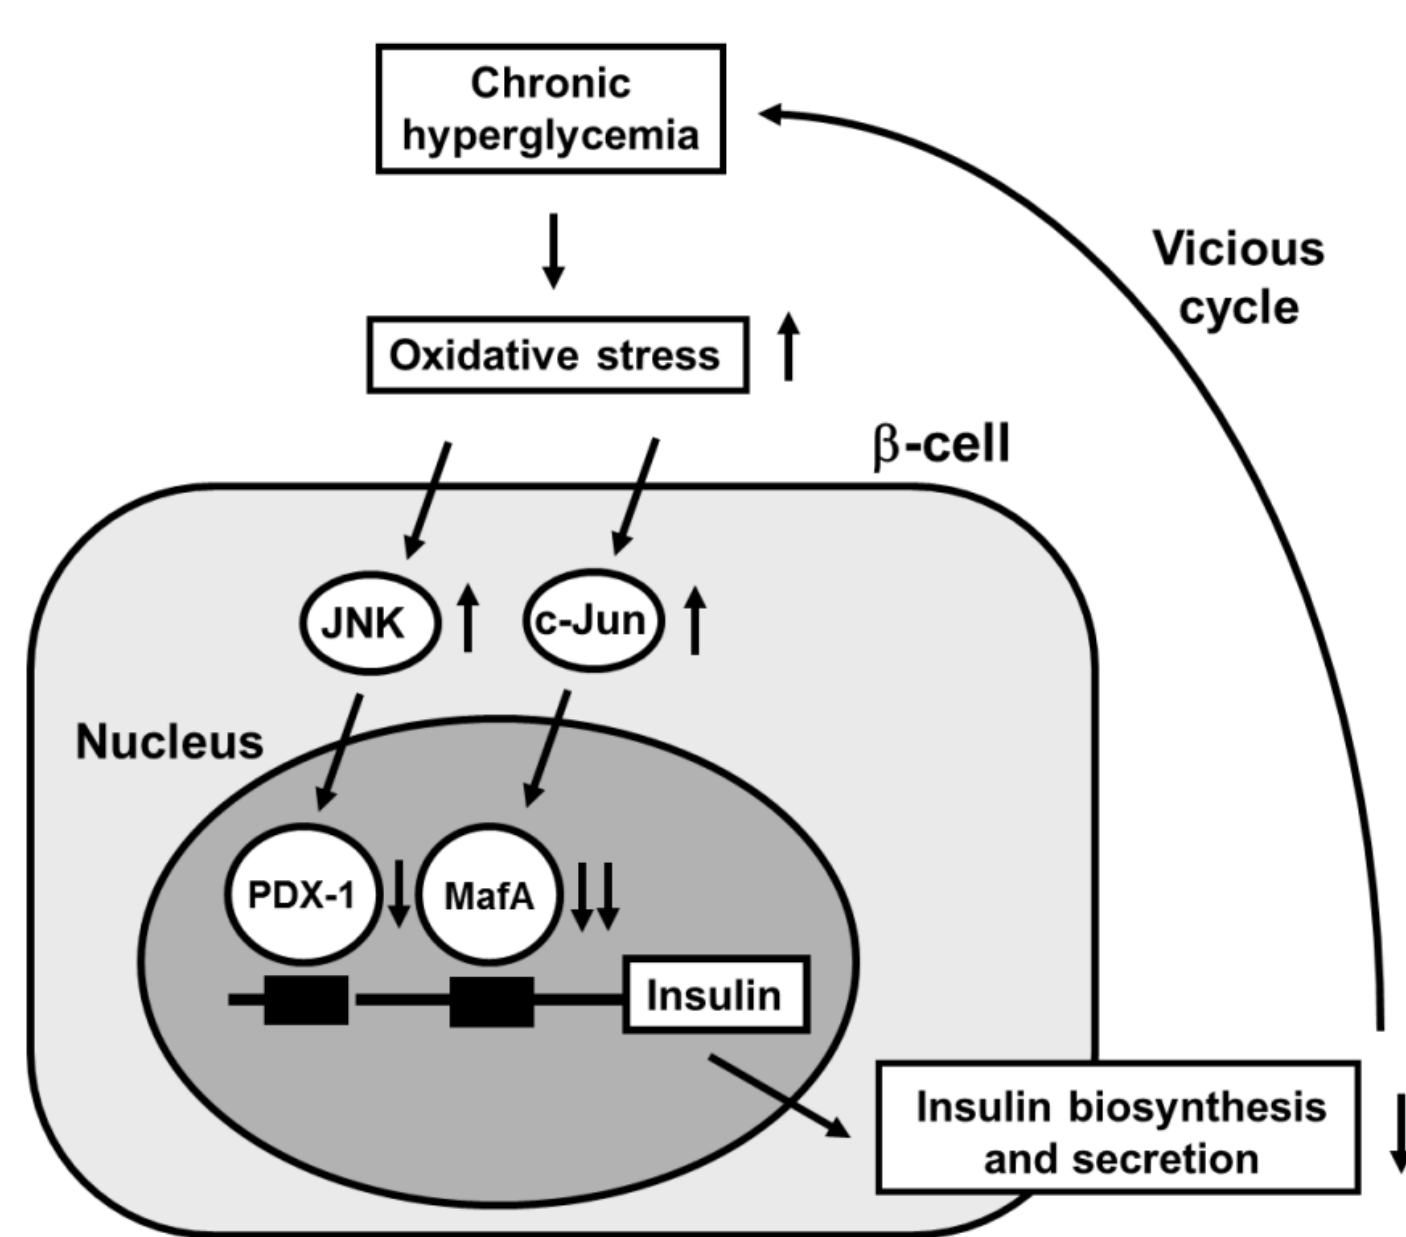 Chronic
hyperglycemia
Vicious
cycle
Oxidative stress
β-cell
JNK
c-Jun
Nucleus
PDX-1
MafA
Insulin
Insulin biosynthesis
and secretion